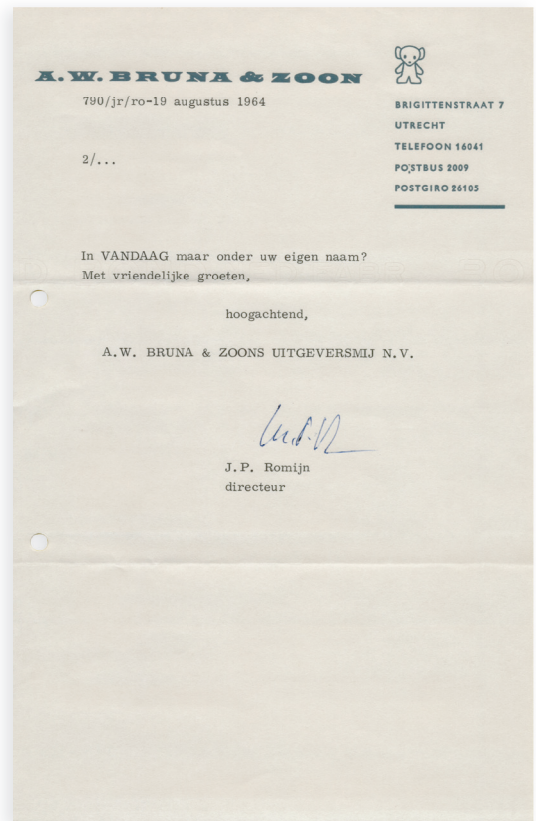 A.W. BRUNA & ZOON
790/jr/ro-19 augustus 1964
BRIGITTENSTRAAT 7
UTRECHT
TELEFOON 16041
POSTBUS 2009
POSTGIRO 26105
2/...
In VANDAAG maar onder uw eigen naam?
Met vriendelijke groeten,
hoogachtend,
A.W. BRUNA & ZOONS UITGEVERSMIJ N.V.
J.P. Romijn
directeur